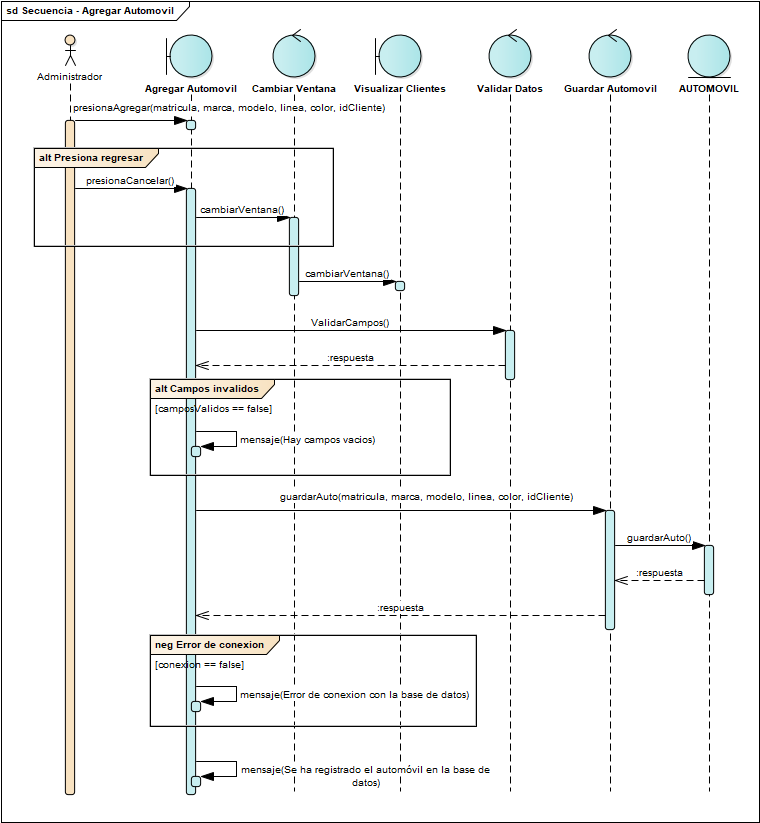 sd Secuencia - Agregar Automovil
Administrador
Agregar Automovil
Cambiar Ventana
Visualizar Clientes
Validar Datos
Guardar Automovil
AUTOMOVIL
presionaAgregar(matricula, marca, modelo, linea, color, idCliente)
alt Presiona regresar
presionaCancelar()
cambiarVentana()
cambiarVentana()
ValidarCampos()
:respuesta
alt Campos invalidos
[camposValidos == false]
mensaje(Hay campos vacios)
guardarAuto(matricula, marca, modelo, linea, color, idCliente)
guardarAuto()
:respuesta
:respuesta
neg Error de conexion
[conexion == false]
mensaje(Error de conexion con la base de datos)
mensaje(Se ha registrado el automóvil en la base de
datos)